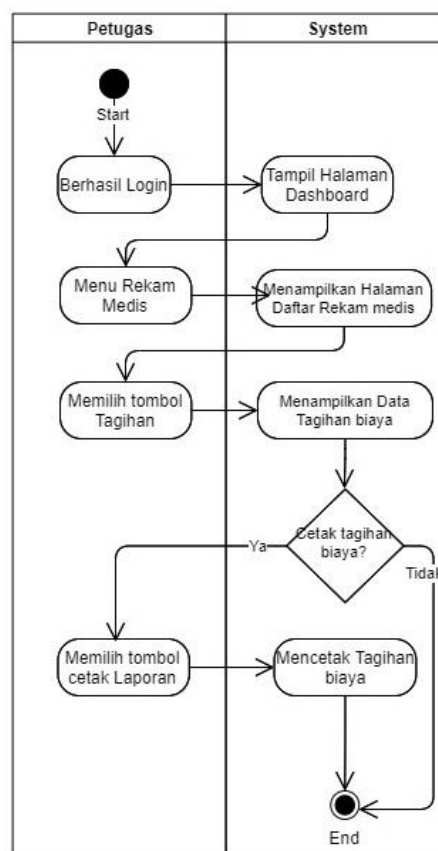 Petugas
System
Start
Berhasil Login
Tampil Halaman
Dashboard
Menu Rekam
Medis
Menampilkan Halaman
Daftar Rekam medis
Memilih tombol
Tagihan
Menampilkan Data
Tagihan biaya
Cetak tagihan
biaya?
Ya
Tidak
Memilih tombol
cetak Laporan
Mencetak Tagihan
biaya
End